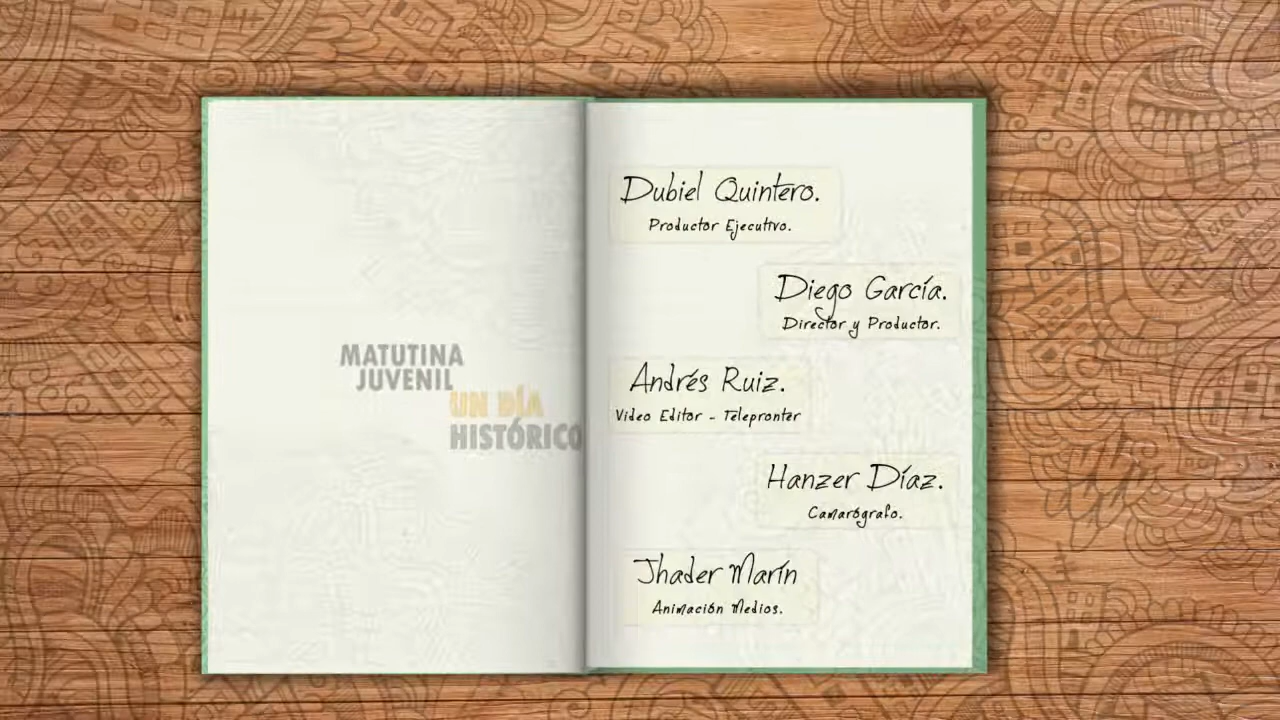 MATUTINA
JUVENIL
UN DÍA
HISTÓRICO
Dubiel Quintero.
Productor Ejecutivo.
Diego García.
Director y Productor.
Andrés Ruiz.
Video Editor - Telepronter
Hanzer Díaz.
Camarógrafo.
Jhader Marín
Animación Medios.